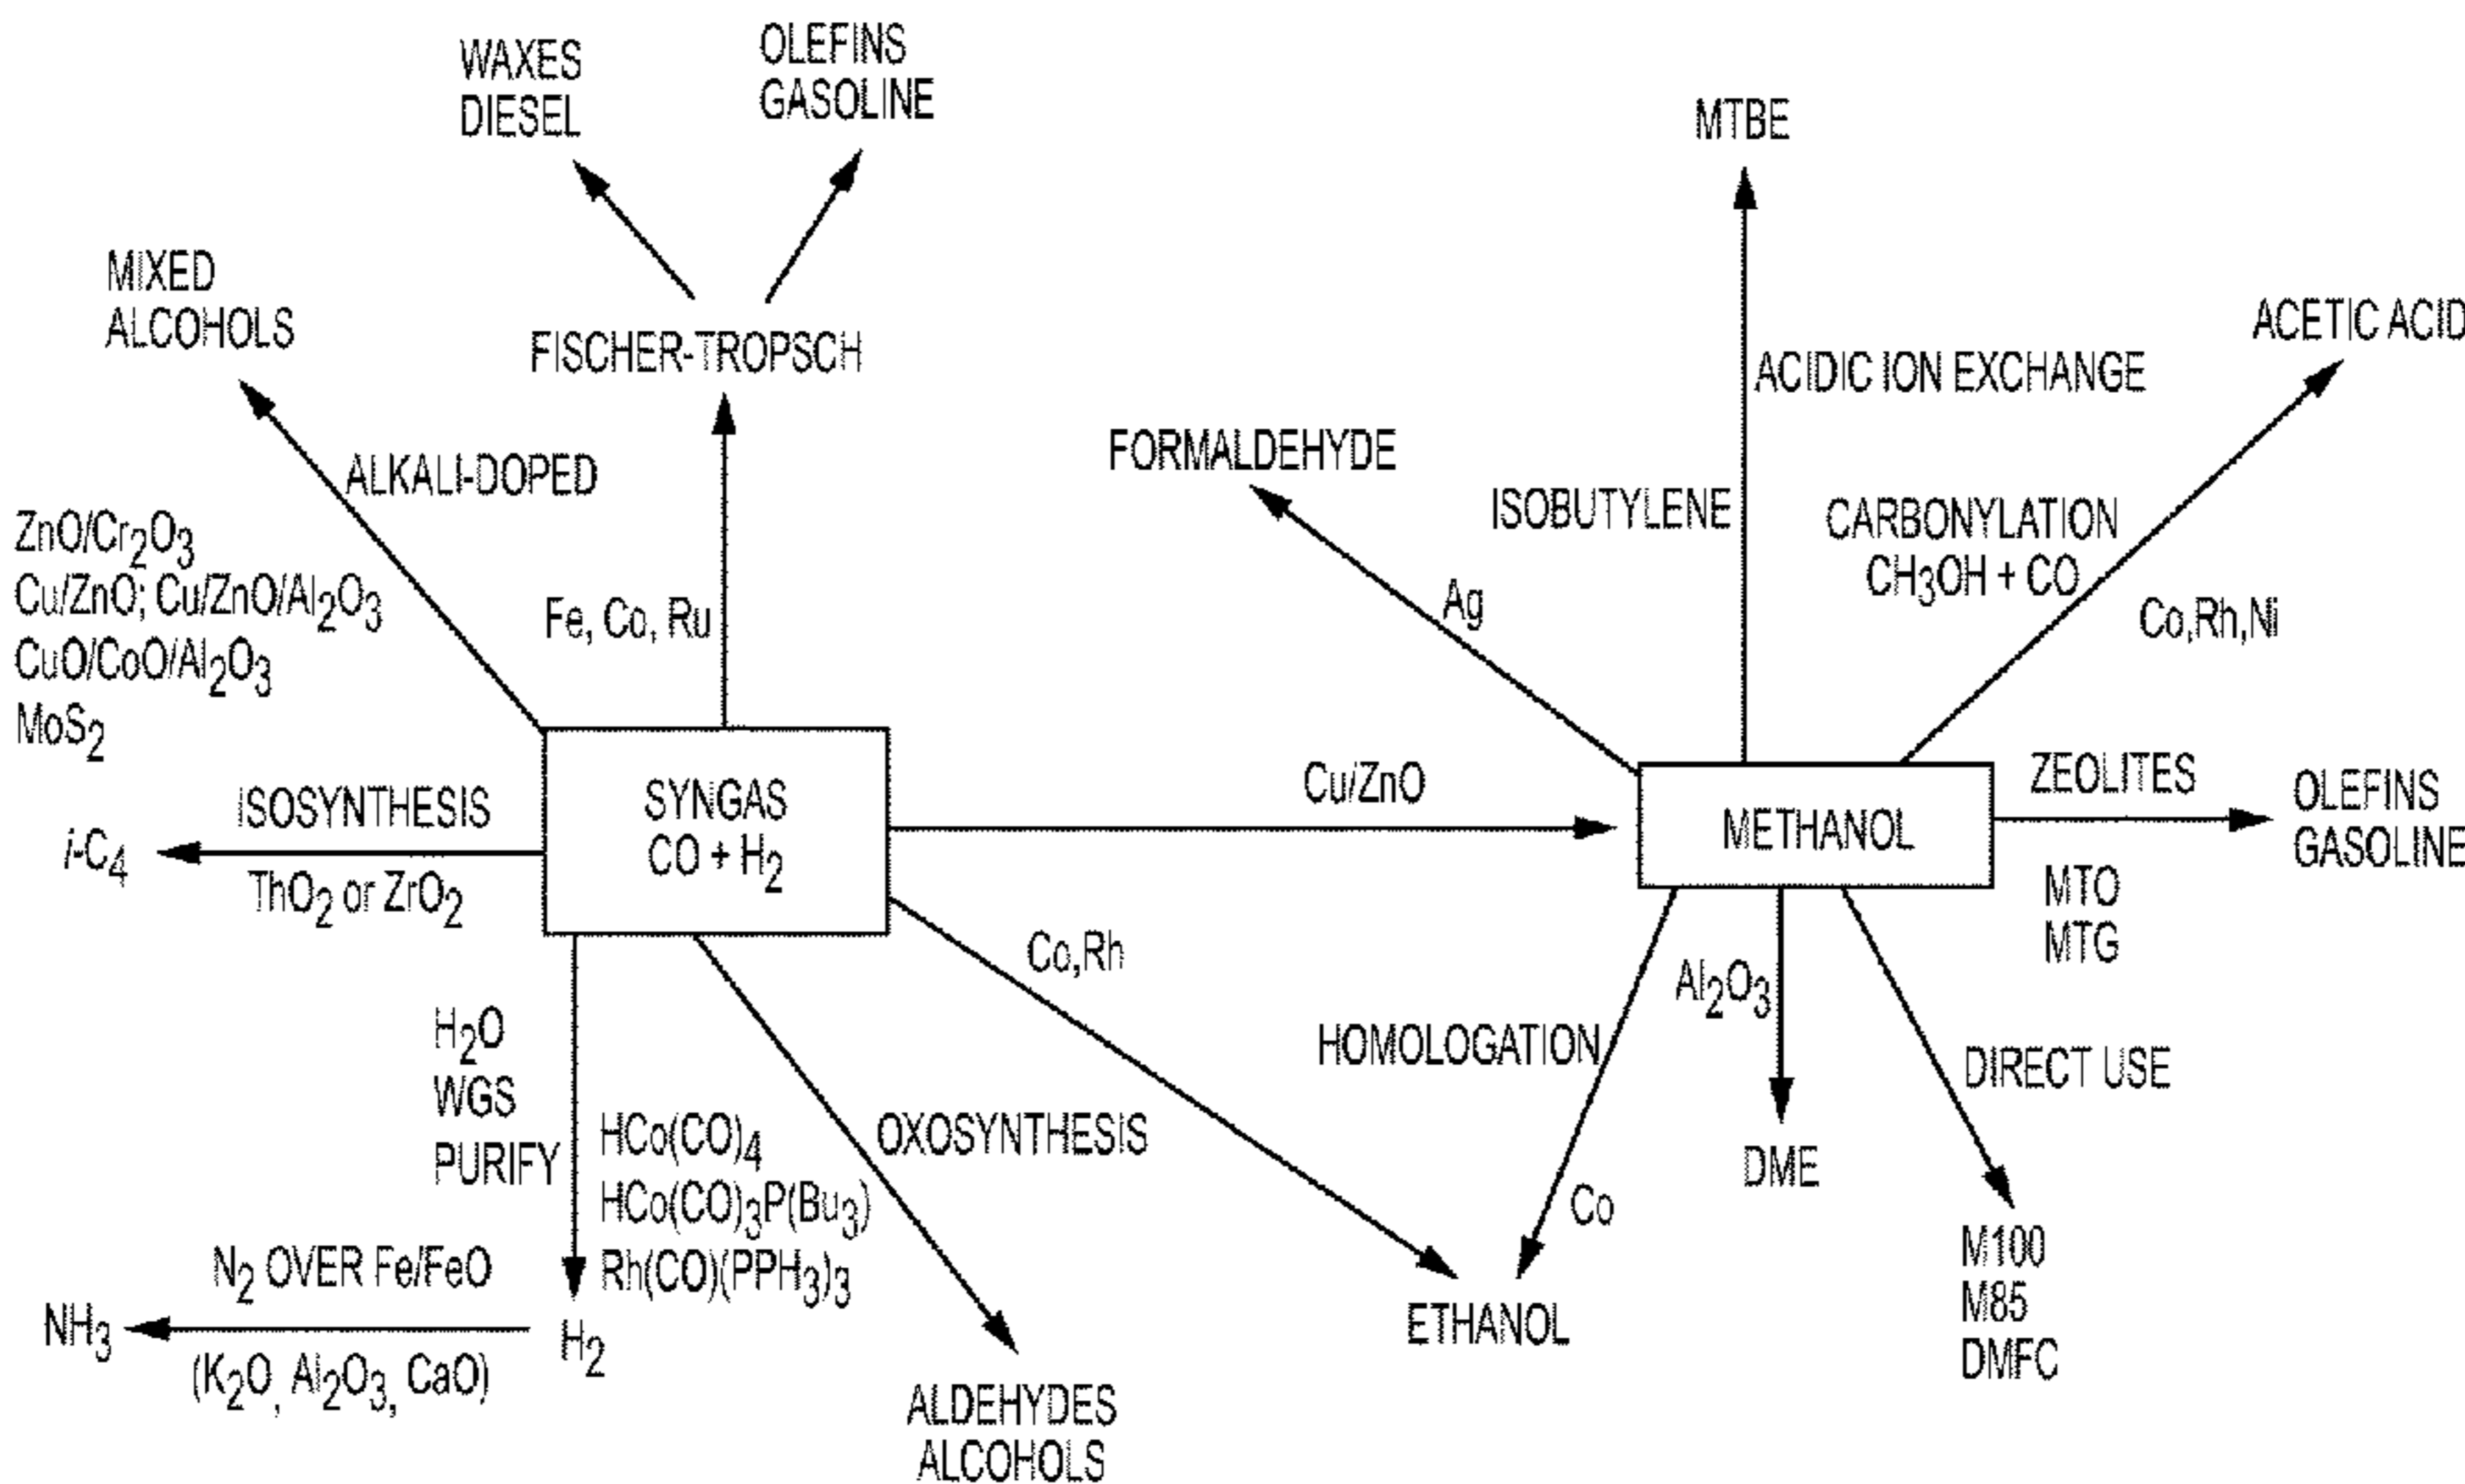 WAXES
DIESEL
OLEFINS
GASOLINE
MTBE
MIXED
ALCOHOLS
FISCHER-TROPSCH
ACETIC ACID
ACIDIC ION EXCHANGE
FORMALDEHYDE
ALKALI-DOPED
ISOBUTYLENE
CARBONYLATION
CH₃OH + CO
ZnO/Cr₂O₃
Cu/ZnO; Cu/ZnO/Al₂O₃
CuO/CoO/Al₂O₃
MoS₂
Fe, Co, Ru
Ag
Co,Rh,Ni
ISOSYNTHESIS
i-C₄
ThO₂ or ZrO₂
SYNGAS
CO + H₂
Cu/ZnO
METHANOL
ZEOLITES
OLEFINS
GASOLINE
MTO
MTG
Co,Rh
Al₂O₃
HOMOLOGATION
DIRECT USE
H₂O
WGS
PURIFY
HCo(CO)₄
HCo(CO)₃P(Bu₃)
Rh(CO)(PPH₃)₃
OXOSYNTHESIS
DME
Co
M100
M85
DMFC
N₂ OVER Fe/FeO
NH₃
(K₂O, Al₂O₃, CaO)
H₂
ETHANOL
ALDEHYDES
ALCOHOLS